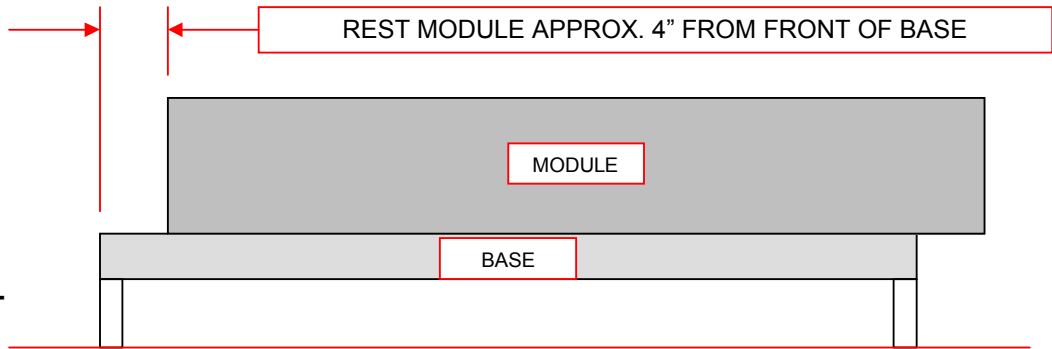 REST MODULE APPROX. 4” FROM FRONT OF BASE
MODULE
BASE